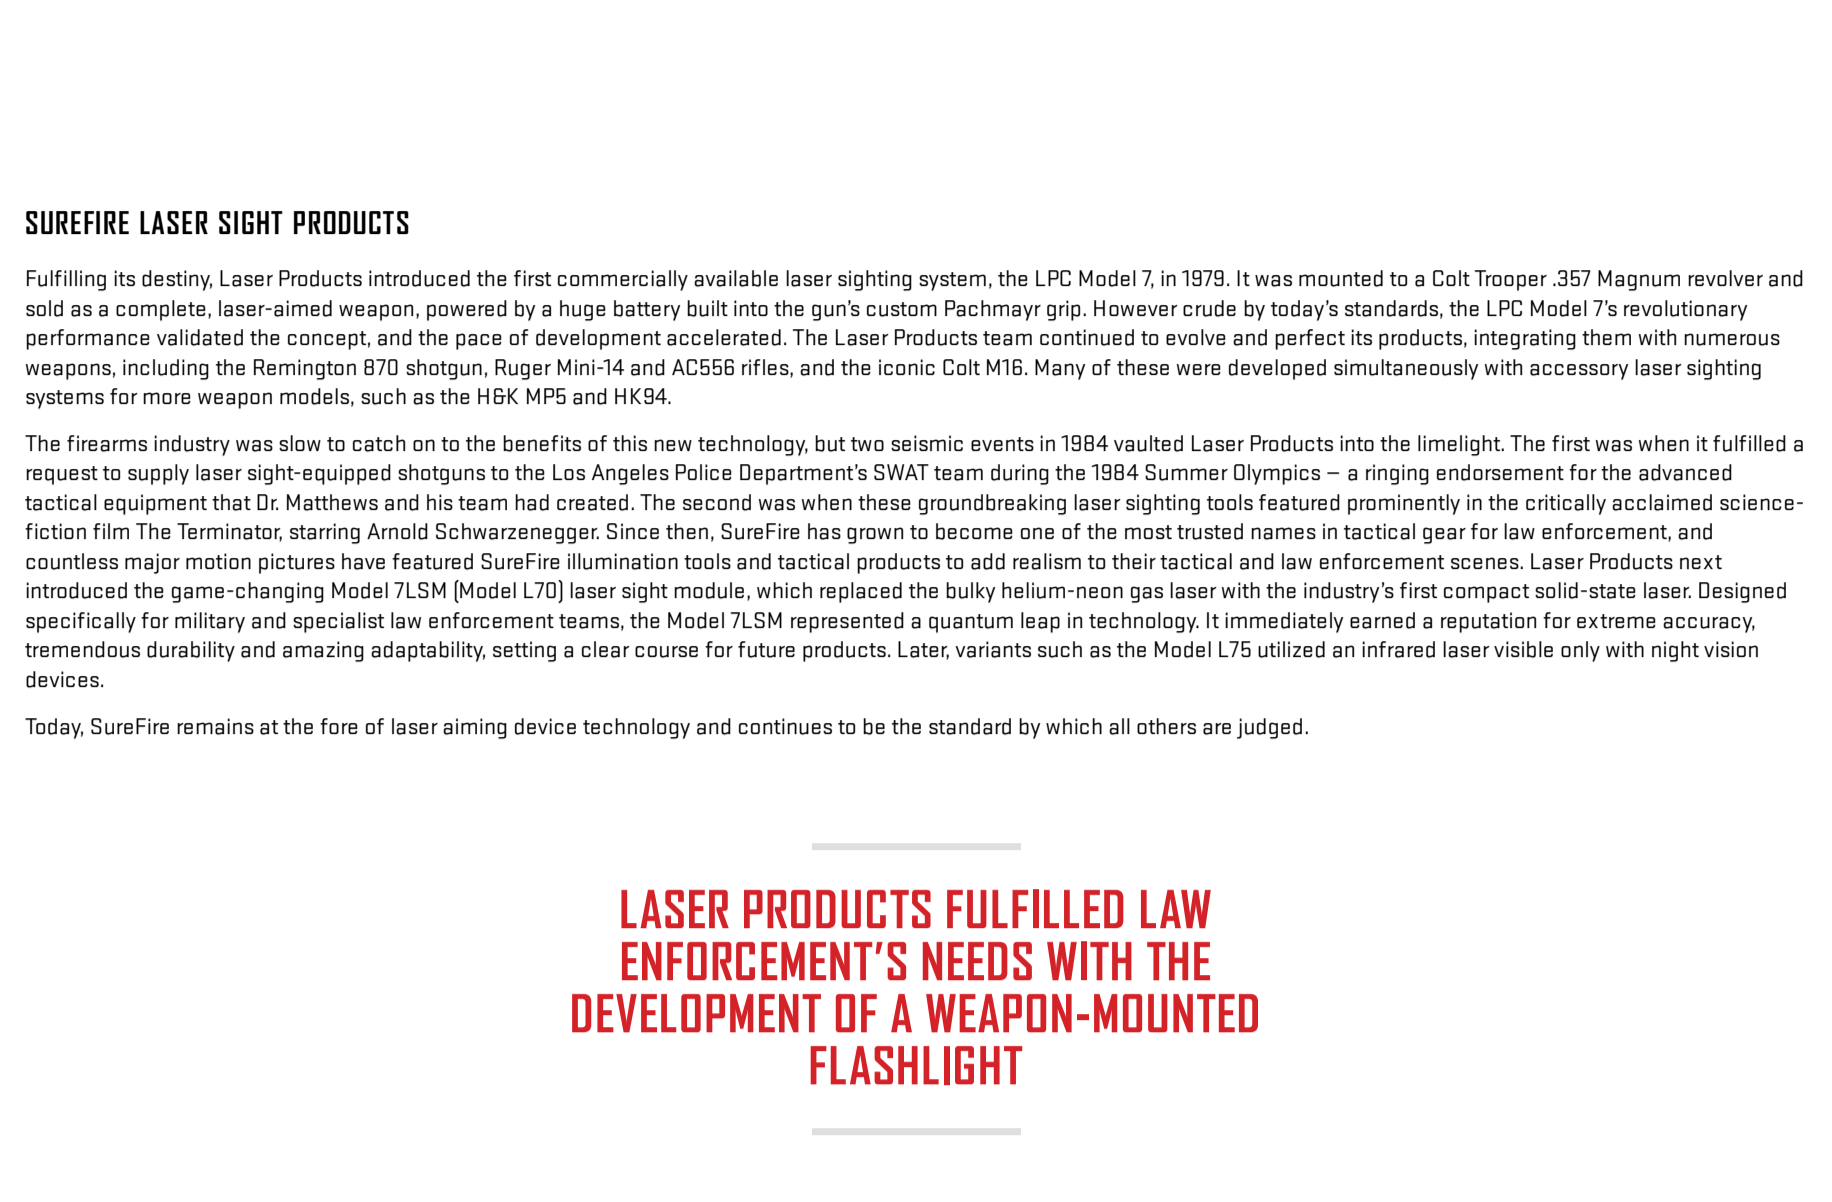 SUREFIRE LASER SIGHT PRODUCTS
Fulfilling its destiny, Laser Products introduced the first commercially available laser sighting system, the LPC Model 7, in 1979. It was mounted to a Colt Trooper .357 Magnum revolver and
sold as a complete, laser-aimed weapon, powered by a huge battery built into the gun’s custom Pachmayr grip. However crude by today’s standards, the LPC Model 7’s revolutionary
performance validated the concept, and the pace of development accelerated. The Laser Products team continued to evolve and perfect its products, integrating them with numerous
weapons, including the Remington 870 shotgun, Ruger Mini-14 and AC556 rifles, and the iconic Colt M16. Many of these were developed simultaneously with accessory laser sighting
systems for more weapon models, such as the H&K MP5 and HK94.
The firearms industry was slow to catch on to the benefits of this new technology, but two seismic events in 1984 vaulted Laser Products into the limelight. The first was when it fulfilled a
request to supply laser sight-equipped shotguns to the Los Angeles Police Department’s SWAT team during the 1984 Summer Olympics – a ringing endorsement for the advanced
tactical equipment that Dr. Matthews and his team had created. The second was when these groundbreaking laser sighting tools featured prominently in the critically acclaimed science-
fiction film The Terminator, starring Arnold Schwarzenegger. Since then, SureFire has grown to become one of the most trusted names in tactical gear for law enforcement, and
countless major motion pictures have featured SureFire illumination tools and tactical products to add realism to their tactical and law enforcement scenes. Laser Products next
introduced the game-changing Model 7LSM (Model L70) laser sight module, which replaced the bulky helium-neon gas laser with the industry’s first compact solid-state laser. Designed
specifically for military and specialist law enforcement teams, the Model 7LSM represented a quantum leap in technology. It immediately earned a reputation for extreme accuracy,
tremendous durability and amazing adaptability, setting a clear course for future products. Later, variants such as the Model L75 utilized an infrared laser visible only with night vision
devices.
Today, SureFire remains at the fore of laser aiming device technology and continues to be the standard by which all others are judged.
LASER PRODUCTS FULFILLED LAW
ENFORCEMENT’S NEEDS WITH THE
DEVELOPMENT OF A WEAPON-MOUNTED
FLASHLIGHT